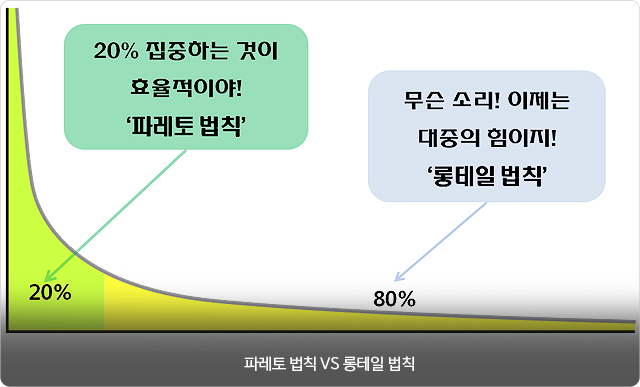 20% 집중하는 것이
효율적이야!
‘파레토 법칙’
무슨 소리! 이제는
대중의 힘이지!
‘롱테일 법칙’
20%
80%
파레토 법칙 VS 롱테일 법칙